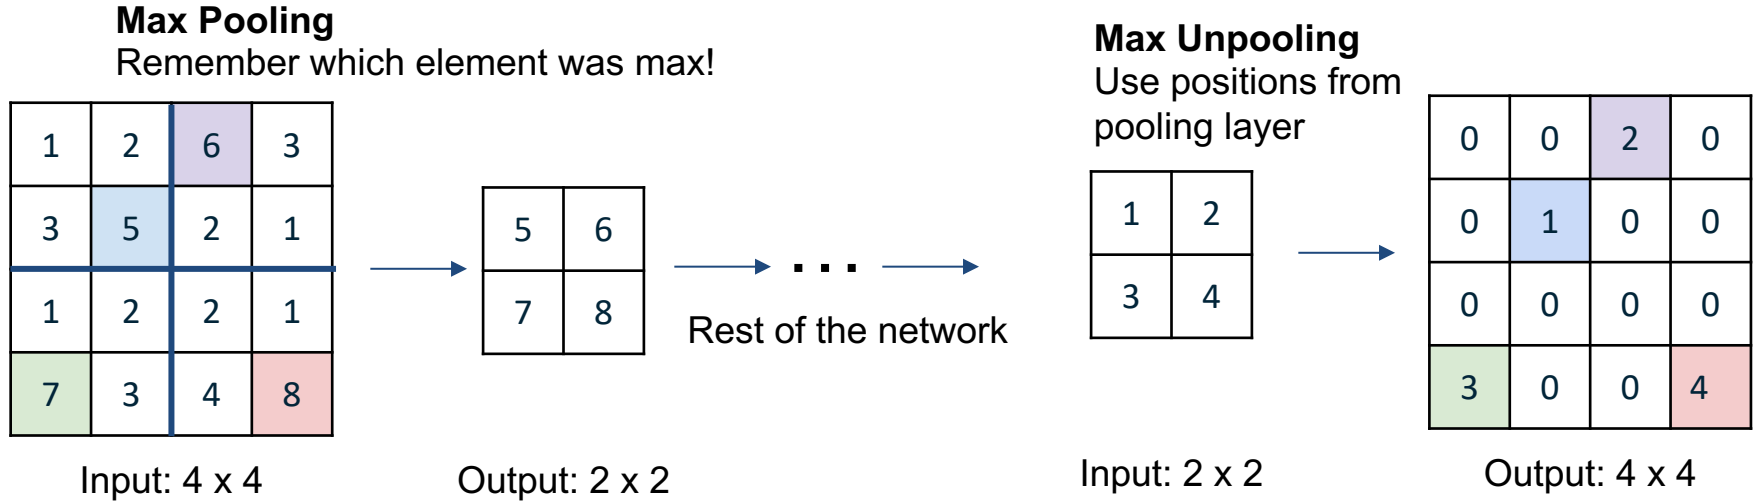 Max Pooling
Remember which element was max!
1 2 6 3
3 5 2 1
1 2 2 1
7 3 4 8
Input: 4 x 4
5 6
7 8
Output: 2 x 2
...
Rest of the network
Max Unpooling
Use positions from
pooling layer
1 2
3 4
Input: 2 x 2
0 0 2 0
0 1 0 0
0 0 0 0
3 0 0 4
Output: 4 x 4